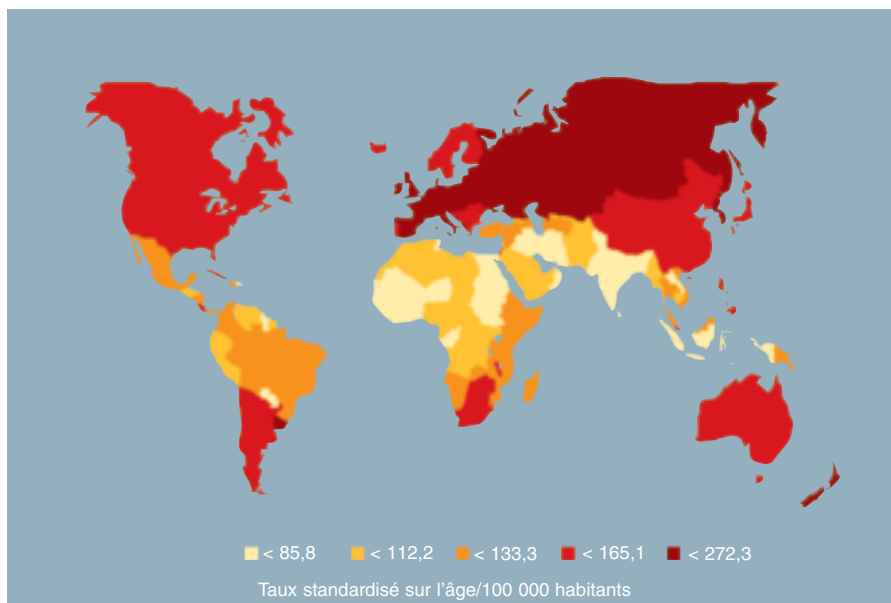 < 85,8 < 112,2 < 133,3 < 165,1 < 272,3
Taux standardisé sur l'âge/100 000 habitants